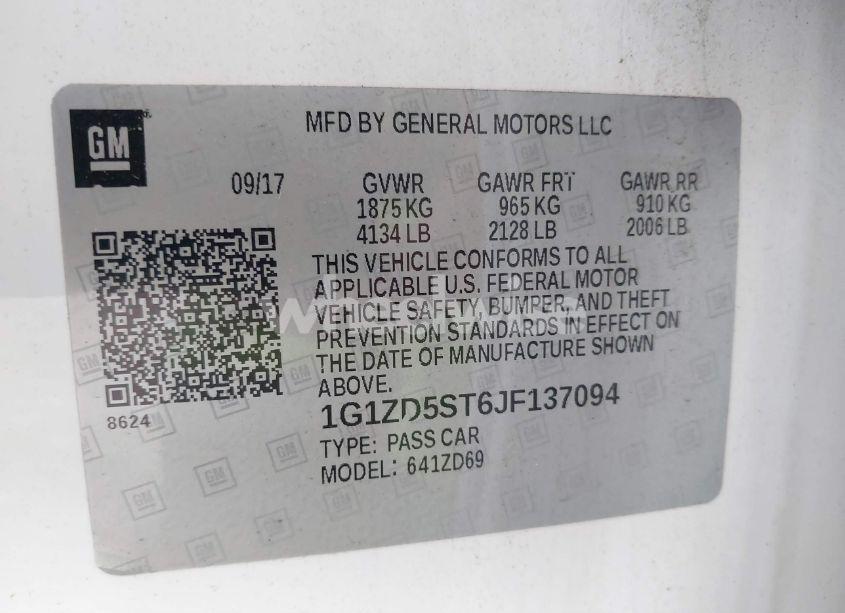 GM
MFD BY GENERAL MOTORS LLC
09/17 GVWR GAWR FRT GAWR RR
1875 KG 965 KG 910 KG
4134 LB 2128 LB 2006 LB
THIS VEHICLE CONFORMS TO ALL
APPLICABLE U.S. FEDERAL MOTOR
VEHICLE SAFETY, BUMPER, AND THEFT
PREVENTION STANDARDS IN EFFECT ON
THE DATE OF MANUFACTURE SHOWN
ABOVE.
8624
1G1ZD5ST6JF137094
TYPE: PASS CAR
MODEL: 641ZD69